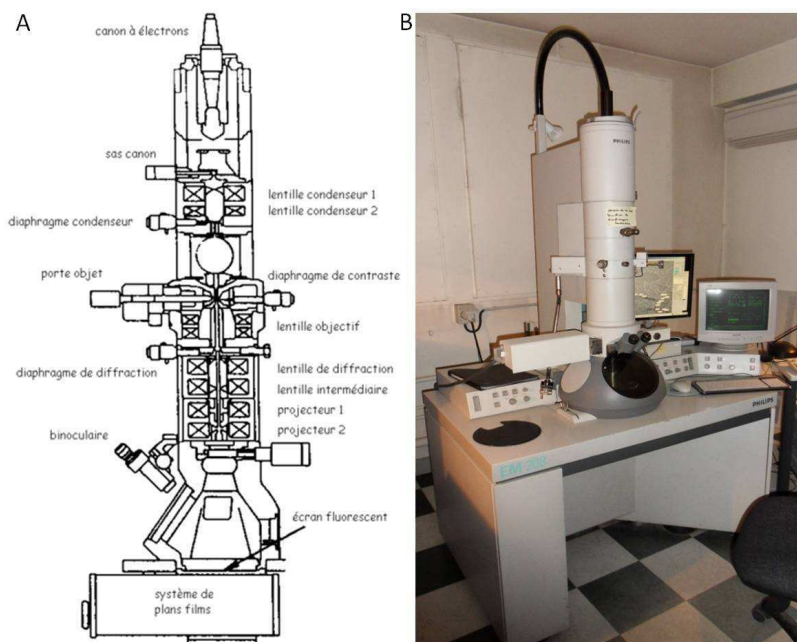 A
canon à électrons
sas canon
lentille condenseur 1
lentille condenseur 2
diaphragme condenseur
porte objet
diaphragme de contraste
lentille objectif
diaphragme de diffraction
lentille de diffraction
lentille intermédiaire
projecteur 1
projecteur 2
binoculaire
écran fluorescent
système de
plans films
B
PHILIPS
PHILIPS
EM 208